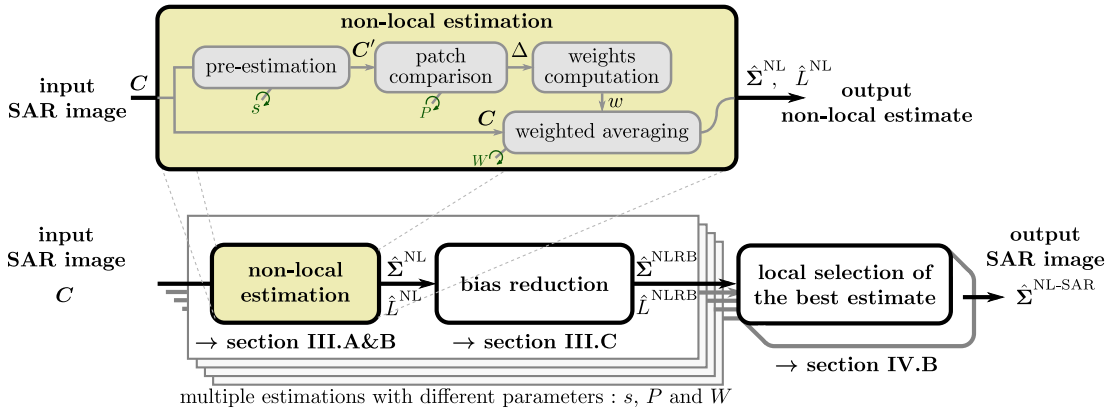 non-local estimation
input
SAR image
C
pre-estimation
s
C′
patch
comparison
P
Δ
weights
computation
w
C
weighted averaging
W
Σ̂^NL, L̂^NL
output
non-local estimate
input
SAR image
C
non-local
estimation
Σ̂^NL
L̂^NL
bias reduction
Σ̂^NLRB
L̂^NLRB
local selection of
the best estimate
output
SAR image
Σ̂^NL-SAR
→ section III.A&B
→ section III.C
→ section IV.B
multiple estimations with different parameters : s, P and W